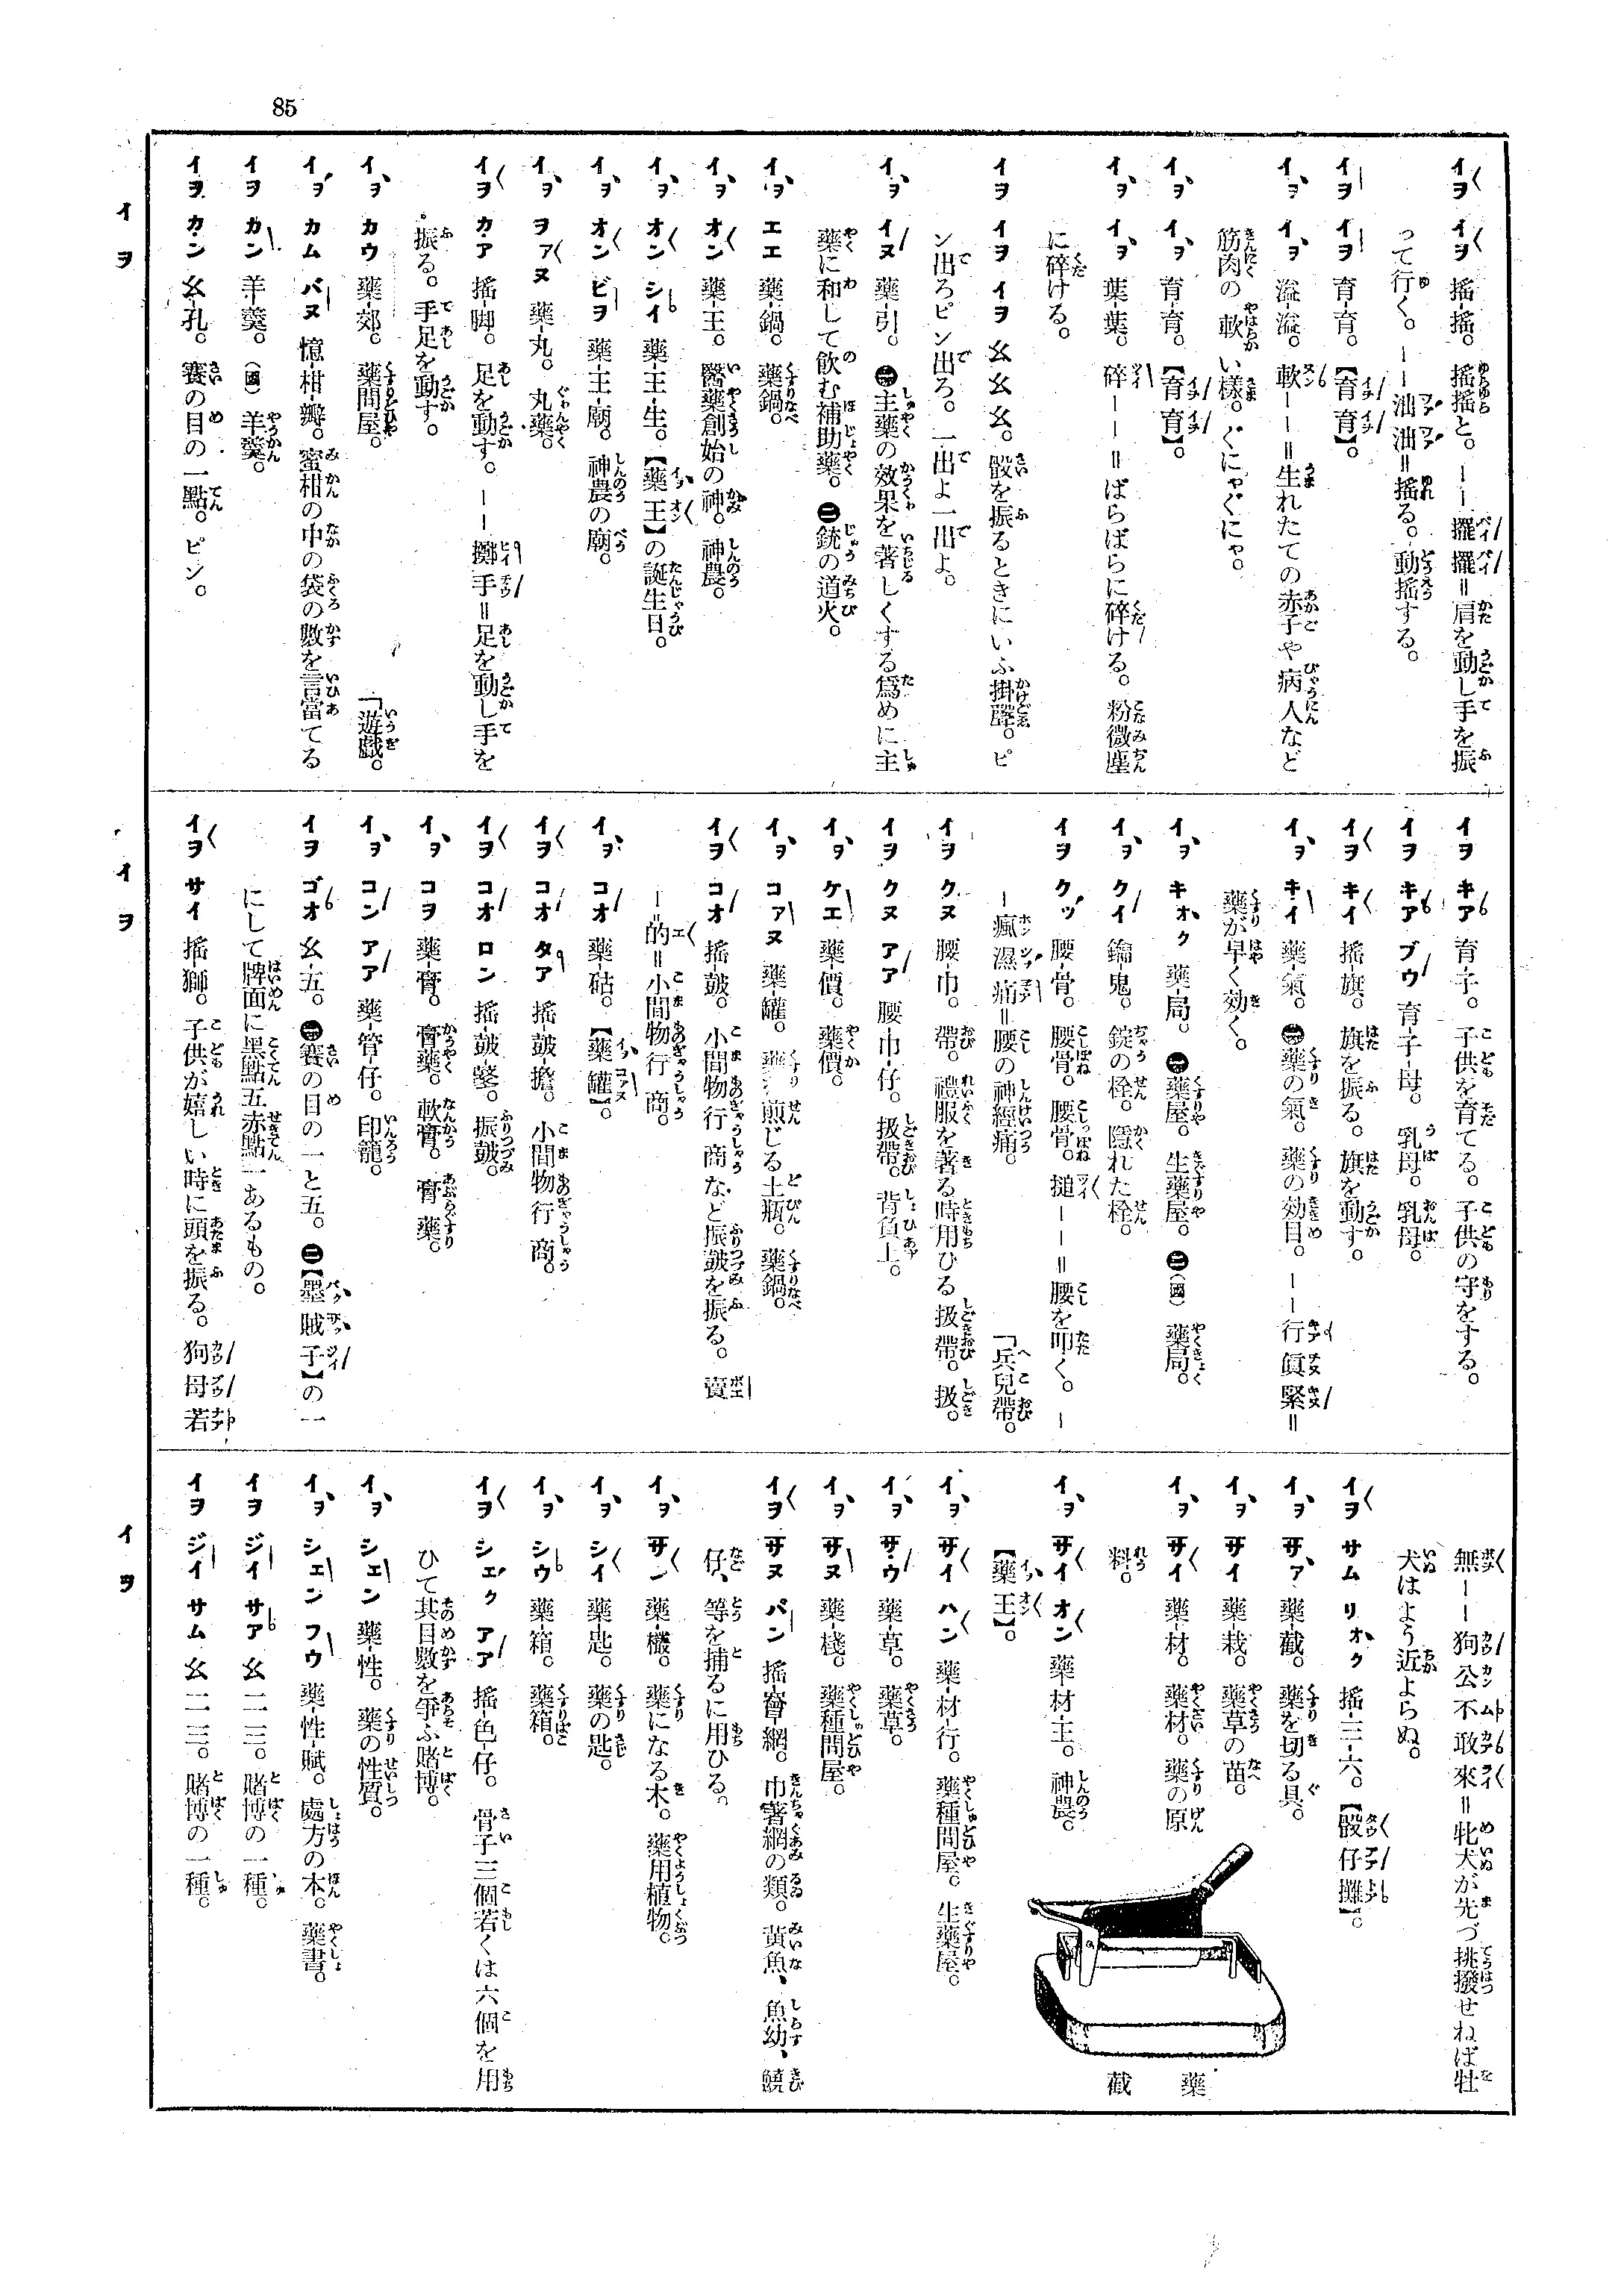 85
イヲ イヲ 搖-搖。搖搖と。――擺擺＝肩を動し手を振
って行く。――泏泏＝搖る。動搖する。
イヲ イヲ 育-育。【育育】。
イヲ イヲ 溢-溢。軟――＝生れたての赤子や病人など
筋肉の軟い樣。ぐにゃぐにゃ。
イヲ イヲ 育-育。【育育】。
イヲ イヲ 葉-葉。碎――＝ばらばらに碎ける。粉微塵
に碎ける。
イヲ イヲ イヲ 幺幺幺。骰を振るときにいふ掛聲。ピ
ン出ろピン出ろ。一出よ一出よ。
イヲ イヌ 藥-引。㊀主藥の效果を著しくする爲めに主
藥に和して飮む補助藥。㊁銃の道火。
イヲ エエ 藥-鍋。藥鍋。
イヲ オン 藥-王。醫藥創始の神。神農。
イヲ オン シイ 藥-王-生。【藥王】の誕生日。
イヲ オン ビヲ 藥-王-廟。神農の廟。
イヲ ヲァヌ 藥-丸。丸藥。
イヲ カ ア 搖-脚。足を動す。――擲手＝足を動し手を
振る。手足を動す。
イヲ カウ 藥-郊。藥問屋。 「遊戲。
イヲ カム バヌ 憶-柑-瓣。蜜柑の中の袋の數を言當てる
イヲ カン 羊-羹。(國)羊羹。
イヲ カ ン 幺-孔。賽の目の一點。ピン。
イヲ
イヲ キア 育-子。子供を育てる。子供の守をする。
イヲ キア ブウ 育-子-母。乳母。乳母。
イヲ キイ 搖-旗。旗を振る。旗を動す。
イヲ キイ 藥-氣。㊀藥の氣。藥の効目。――行眞緊＝
藥が早く効く。
イヲ キォク 藥-局。㊀藥屋。生藥屋。㊁(國)藥局。
イヲ クイ 鑰-鬼。錠の栓。隱れた栓。
イヲ クッ 腰-骨。腰骨。腰骨。搥――＝腰を叩く。―
―瘋濕痛＝腰の神經痛。 「兵兒帶。
イヲ クヌ 腰-巾。帶。禮服を著る時用ひる扱帶。扱。
イヲ クヌ アア 腰-巾-仔。扱帶。背負上。
イヲ ケエ 藥-價。藥價。
イヲ コァヌ 藥-罐。藥を煎じる土瓶。藥鍋。
イヲ コオ 搖-皷。小間物行商など振皷を振る。賣
―＝的＝小間物行商。
イヲ コオ 藥-砧。【藥罐】。
イヲ コオ タア 搖-皷-擔。小間物行商。
イヲ コオ ロン 搖-皷-鼕。振皷。
イヲ コヲ 藥-膏。膏藥。軟膏。膏藥。
イヲ コン アア 藥-管-仔。印籠。
イヲ ゴオ 幺-五。㊀賽の目の一と五。㊁【墨賊子】の一
にして牌面に黑點五赤點一あるもの。
イヲ サイ 搖-獅。子供が嬉しい時に頭を振る。狗母若
イヲ
無――狗公不敢來＝牝犬が先づ挑撥せねば牡
犬はよう近よらぬ。
イヲ サム リォク 搖-三-六。【骰仔攤】。
イヲ ザァ 藥-截。藥を切る具。
イヲ サイ 藥-栽。藥草の苗。
イヲ ザイ 藥-材。藥材。藥の原
料。
イヲ ザイ オン 藥-材-王。神農。
【藥王】。
イヲ ザイ ハン 藥-材-行。藥種問屋。生藥屋。
イヲ ザウ 藥-草。藥草。
イヲ ザヌ 藥-棧。藥種問屋。
イヲ ザヌ バン 搖--網。巾著網の類。黃魚、魚幼、鱙
仔、等を捕るに用ひる。
イヲ ザン 藥-欉。藥になる木。藥用植物。
イヲ シイ 藥-匙。藥の匙。
イヲ シウ 藥-箱。藥箱。
イヲ シェク アア 搖-色-仔。骨子三個若くは六個を用
ひて其目數を爭ふ賭博。
イヲ シェン 藥-性。藥の性質。
イヲ シェン フウ 藥-性-賦。處方の本。藥書。
イヲ ジイ サア 幺二三。賭博の一種。
イヲ ジイ サム 幺二三。賭博の一種。
イヲ
藥截